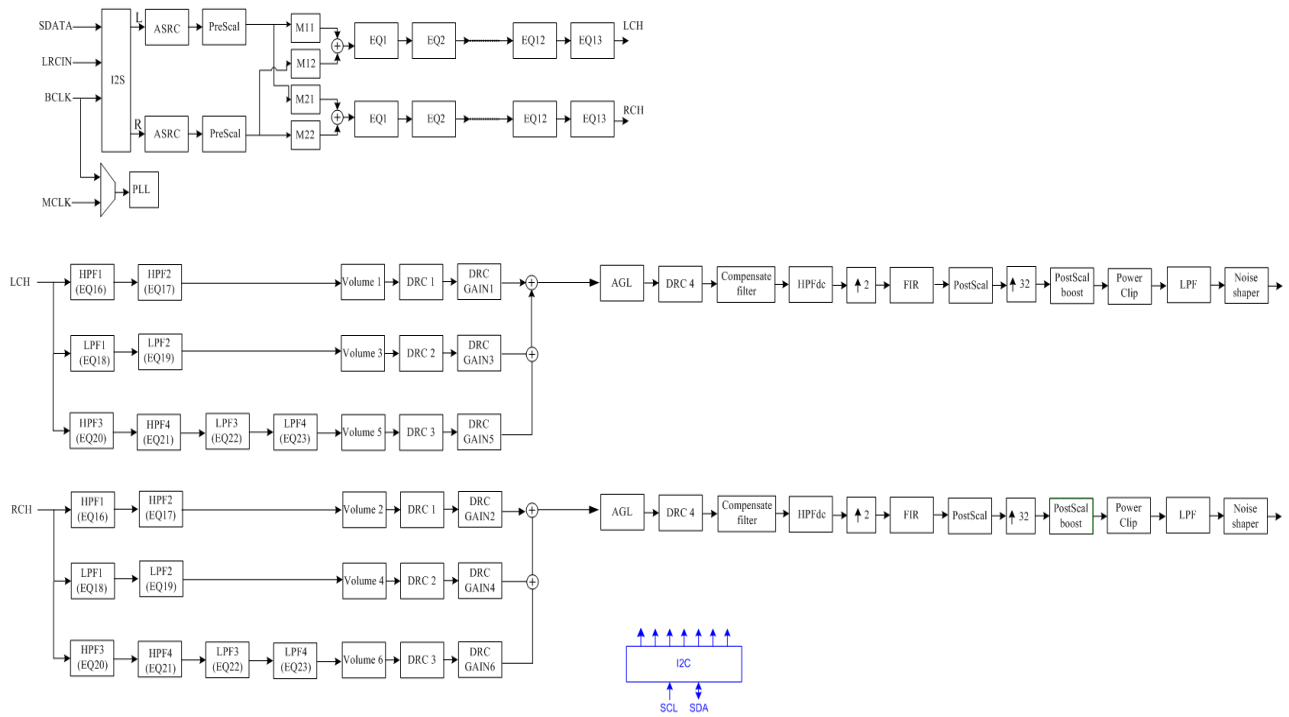 SDATA
LRCIN
BCLK
MCLK
I2S
L
R
ASRC
PreScal
ASRC
PreScal
PLL
M11
M12
M21
M22
+
+
EQ1
EQ2
EQ12
EQ13
LCH
EQ1
EQ2
EQ12
EQ13
RCH
LCH
HPF1
(EQ16)
HPF2
(EQ17)
Volume 1
DRC 1
DRC
GAIN1
+
AGL
DRC 4
Compensate
filter
HPFdc
2
FIR
PostScal
32
PostScal
boost
Power
Clip
LPF
Noise
shaper
LPF1
(EQ18)
LPF2
(EQ19)
Volume 3
DRC 2
DRC
GAIN3
+
HPF3
(EQ20)
HPF4
(EQ21)
LPF3
(EQ22)
LPF4
(EQ23)
Volume 5
DRC 3
DRC
GAIN5
RCH
HPF1
(EQ16)
HPF2
(EQ17)
Volume 2
DRC 1
DRC
GAIN2
+
AGL
DRC 4
Compensate
filter
HPFdc
2
FIR
PostScal
32
PostScal
boost
Power
Clip
LPF
Noise
shaper
LPF1
(EQ18)
LPF2
(EQ19)
Volume 4
DRC 2
DRC
GAIN4
+
HPF3
(EQ20)
HPF4
(EQ21)
LPF3
(EQ22)
LPF4
(EQ23)
Volume 6
DRC 3
DRC
GAIN6
I2C
SCL
SDA